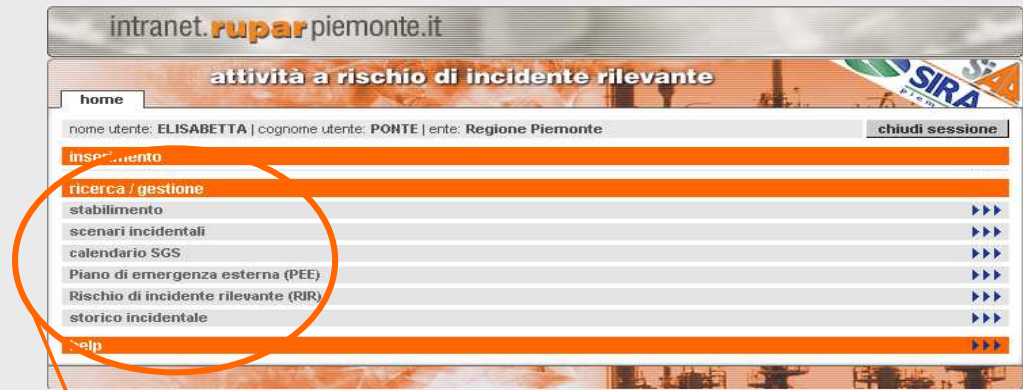 intranet.ruparpiemonte.it
attività a rischio di incidente rilevante
SIRA
home
nome utente: ELISABETTA | cognome utente: PONTE | ente: Regione Piemonte
chiudi sessione
inserimento
ricerca / gestione
stabilimento
scenari incidentali
calendario SGS
Piano di emergenza esterna (PEE)
Rischio di incidente rilevante (RIR)
storico incidentale
help